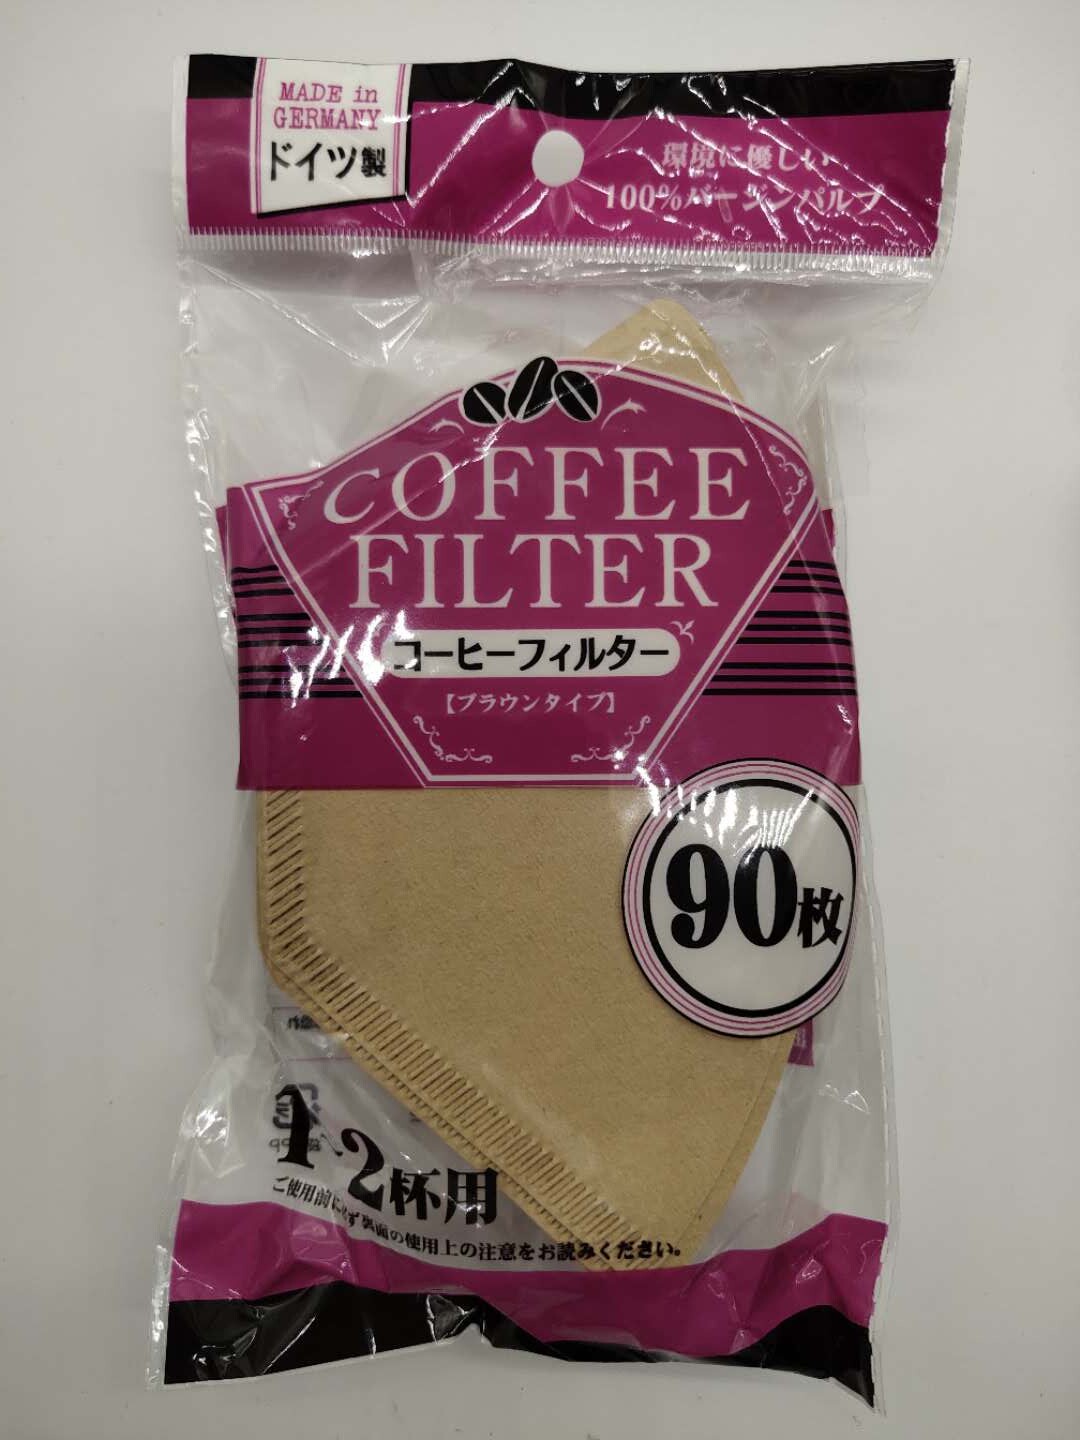 MADE in
GERMANY
ドイツ製
環境に優しい
100%バージンパルプ
COFFEE
FILTER
コーヒーフィルター
【ブラウンタイプ】
90枚
1~2杯用
ご使用前に必ず裏面の使用上の注意をお読みください。